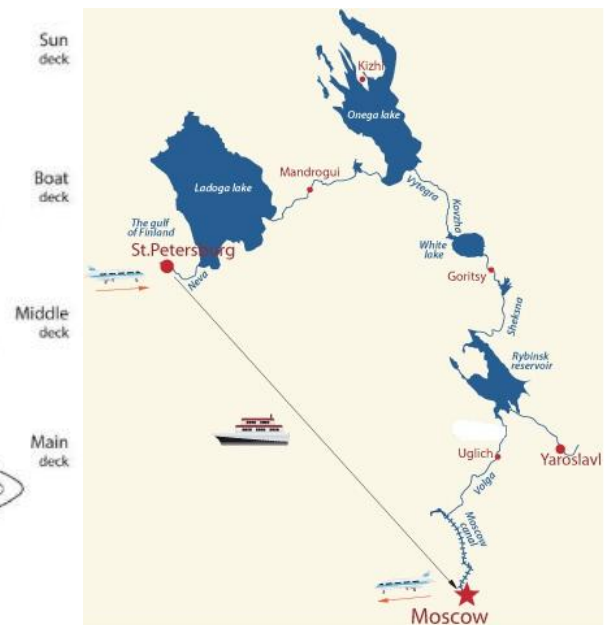 Sun
deck
Boat
deck
Middle
deck
Main
deck
Kizhi
Onega lake
Mandrogui
Ladoga lake
Vytegra
Kovzha
The gulf
of Finland
St.Petersburg
Neva
White
lake
Goritsy
Sheksna
Rybinsk
reservoir
Uglich
Yaroslavl
Volga
Moscow
canal
Moscow